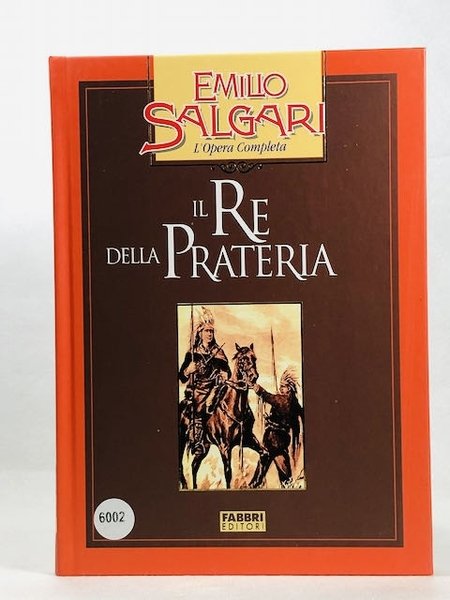 EMILIO
SALGARI
L'Opera Completa
IL RE
DELLA PRATERIA
6002
FABBRI
EDITORI